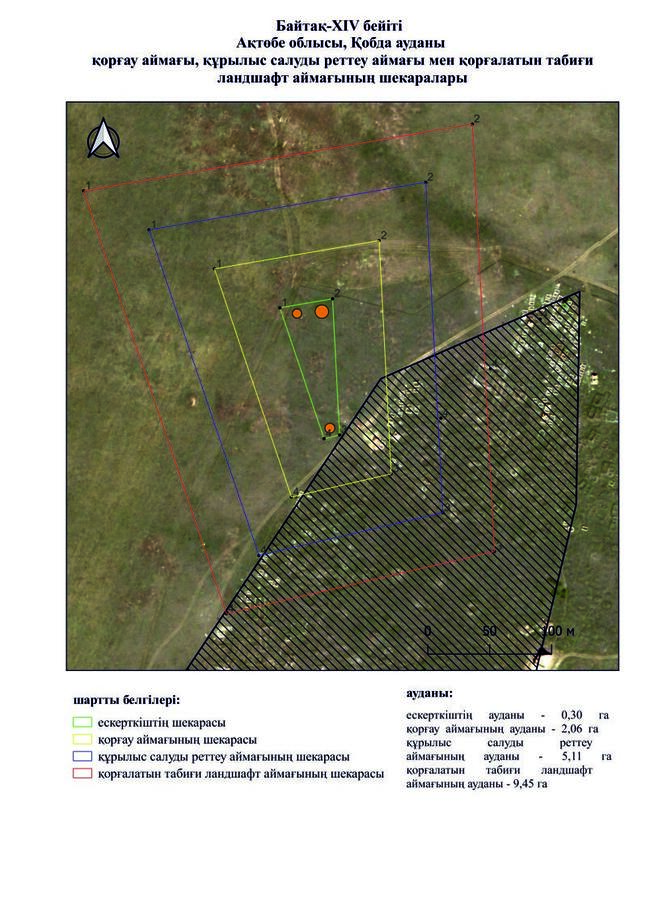 Байтақ-XIV бейіті
Ақтөбе облысы, Қобда ауданы
қорғау аймағы, құрылыс салуды реттеу аймағы мен қорғалатын табиғи
ландшафт аймағының шекаралары
2
1
2
1
2
1
2
1
4
4
0 50 100 м
шартты белгілері:
ескерткіштің шекарасы
қорғау аймағының шекарасы
құрылыс салуды реттеу аймағының шекарасы
қорғалатын табиғи ландшафт аймағының шекарасы
ауданы:
ескерткіштің ауданы - 0,30 га
қорғау аймағының ауданы - 2,06 га
құрылыс салуды реттеу
аймағының ауданы - 5,11 га
қорғалатын табиғи ландшафт
аймағының ауданы - 9,45 га